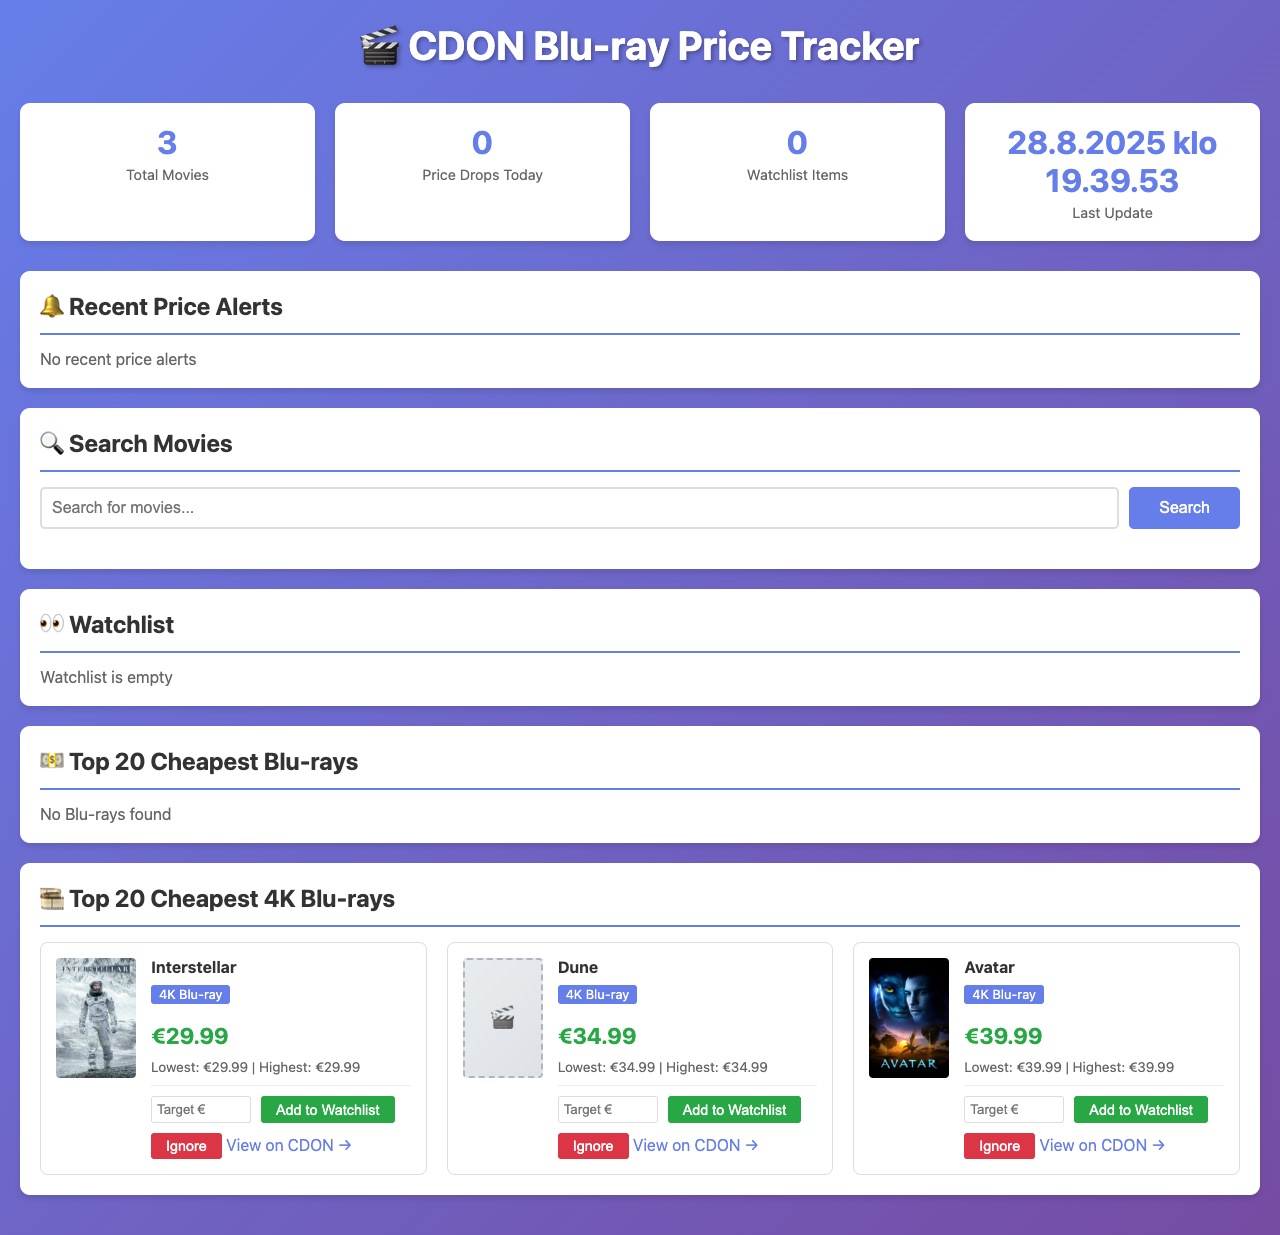 🎬 CDON Blu-ray Price Tracker
3
Total Movies
0
Price Drops Today
0
Watchlist Items
28.8.2025 klo
19.39.53
Last Update
🔔 Recent Price Alerts
No recent price alerts
🔍 Search Movies
Search for movies...
Search
👀 Watchlist
Watchlist is empty
💵 Top 20 Cheapest Blu-rays
No Blu-rays found
Top 20 Cheapest 4K Blu-rays
INTERSTELLAR
Interstellar
4K Blu-ray
€29.99
Lowest: €29.99 | Highest: €29.99
Target €
Add to Watchlist
Ignore
View on CDON →
🎬
Dune
4K Blu-ray
€34.99
Lowest: €34.99 | Highest: €34.99
Target €
Add to Watchlist
Ignore
View on CDON →
AVATAR
Avatar
4K Blu-ray
€39.99
Lowest: €39.99 | Highest: €39.99
Target €
Add to Watchlist
Ignore
View on CDON →